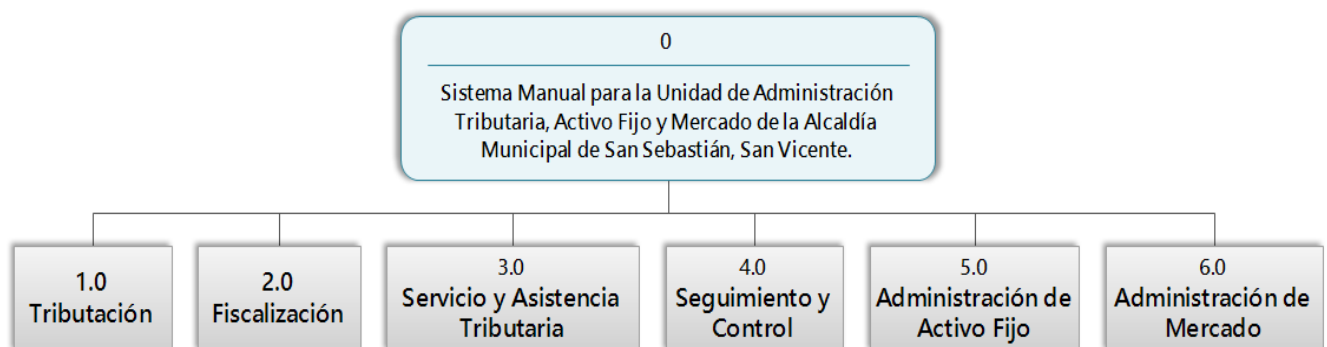 0
Sistema Manual para la Unidad de Administración
Tributaria, Activo Fijo y Mercado de la Alcaldía
Municipal de San Sebastián, San Vicente.
1.0
Tributación
2.0
Fiscalización
3.0
Servicio y Asistencia
Tributaria
4.0
Seguimiento y
Control
5.0
Administración de
Activo Fijo
6.0
Administración de
Mercado